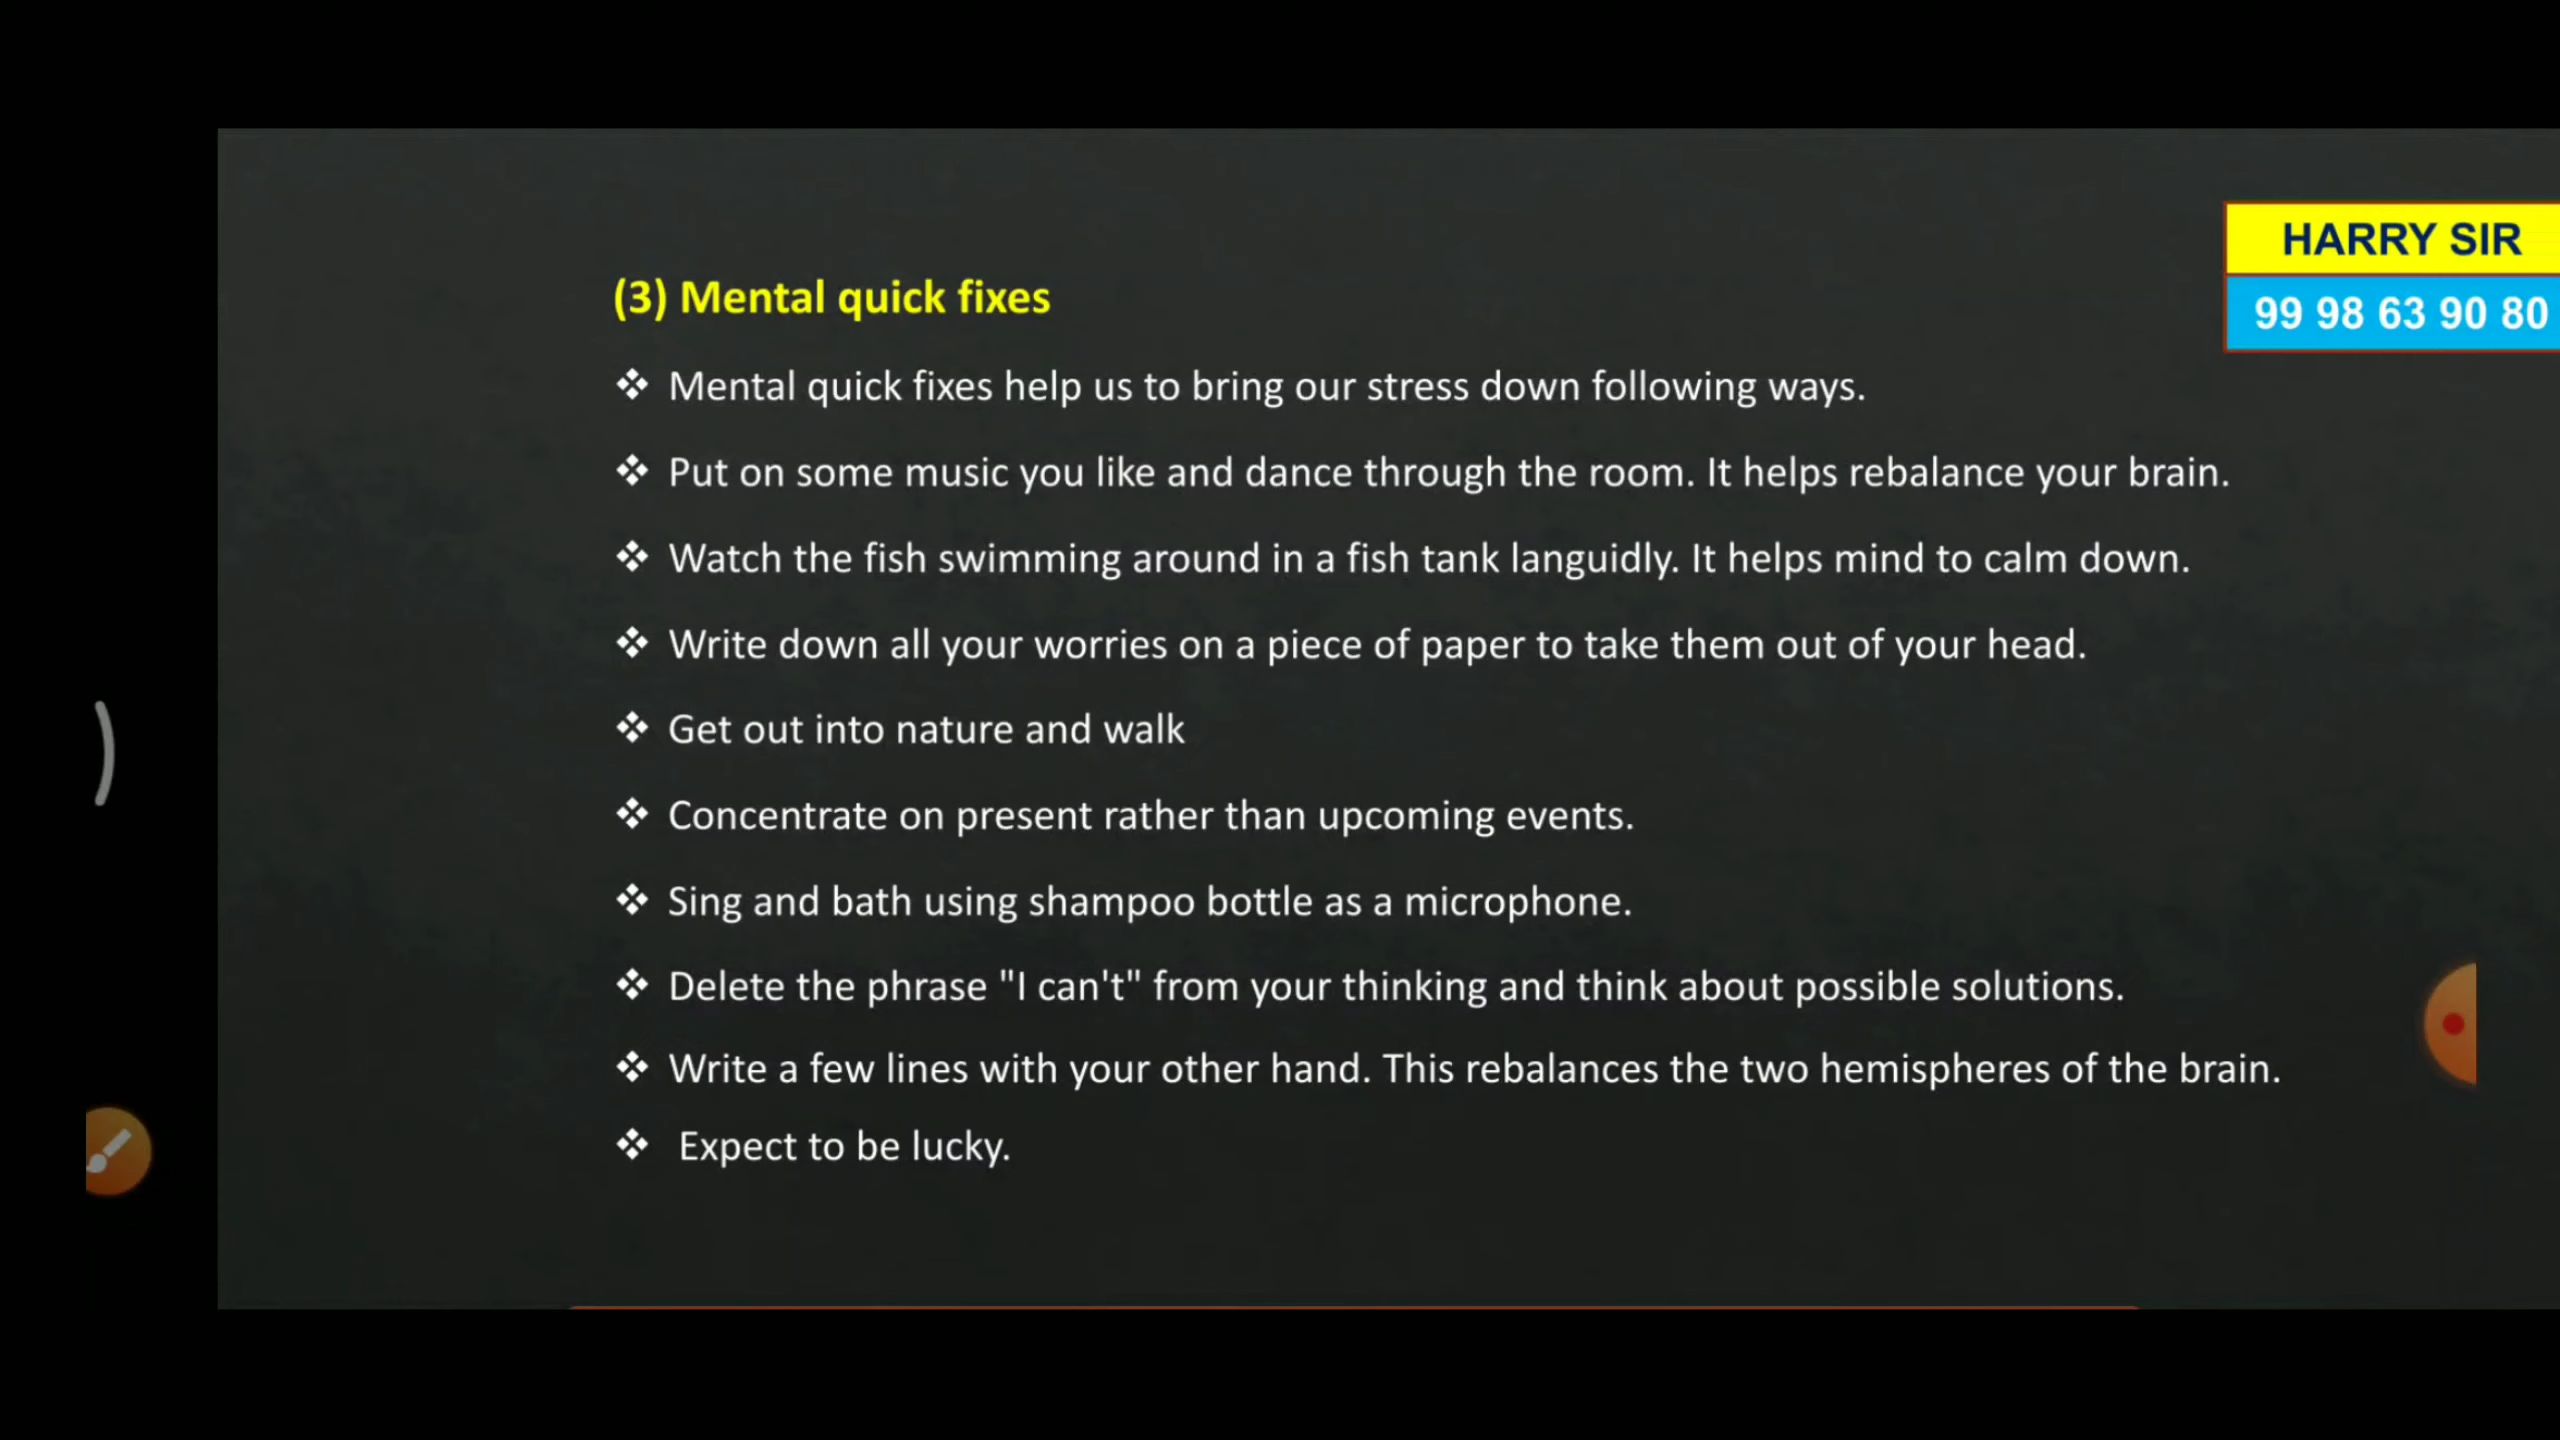 HARRY SIR
99 98 63 90 80
(3) Mental quick fixes
❖ Mental quick fixes help us to bring our stress down following ways.
❖ Put on some music you like and dance through the room. It helps rebalance your brain.
❖ Watch the fish swimming around in a fish tank languidly. It helps mind to calm down.
❖ Write down all your worries on a piece of paper to take them out of your head.
❖ Get out into nature and walk
❖ Concentrate on present rather than upcoming events.
❖ Sing and bath using shampoo bottle as a microphone.
❖ Delete the phrase "I can't" from your thinking and think about possible solutions.
❖ Write a few lines with your other hand. This rebalances the two hemispheres of the brain.
❖ Expect to be lucky.